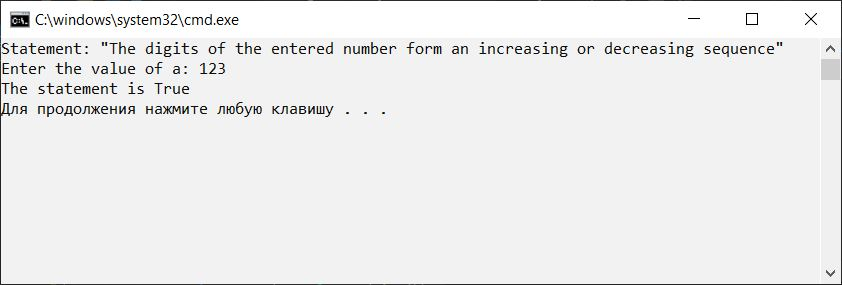 C:\windows\system32\cmd.exe
Statement: "The digits of the entered number form an increasing or decreasing sequence"
Enter the value of a: 123
The statement is True
Для продолжения нажмите любую клавишу . . .